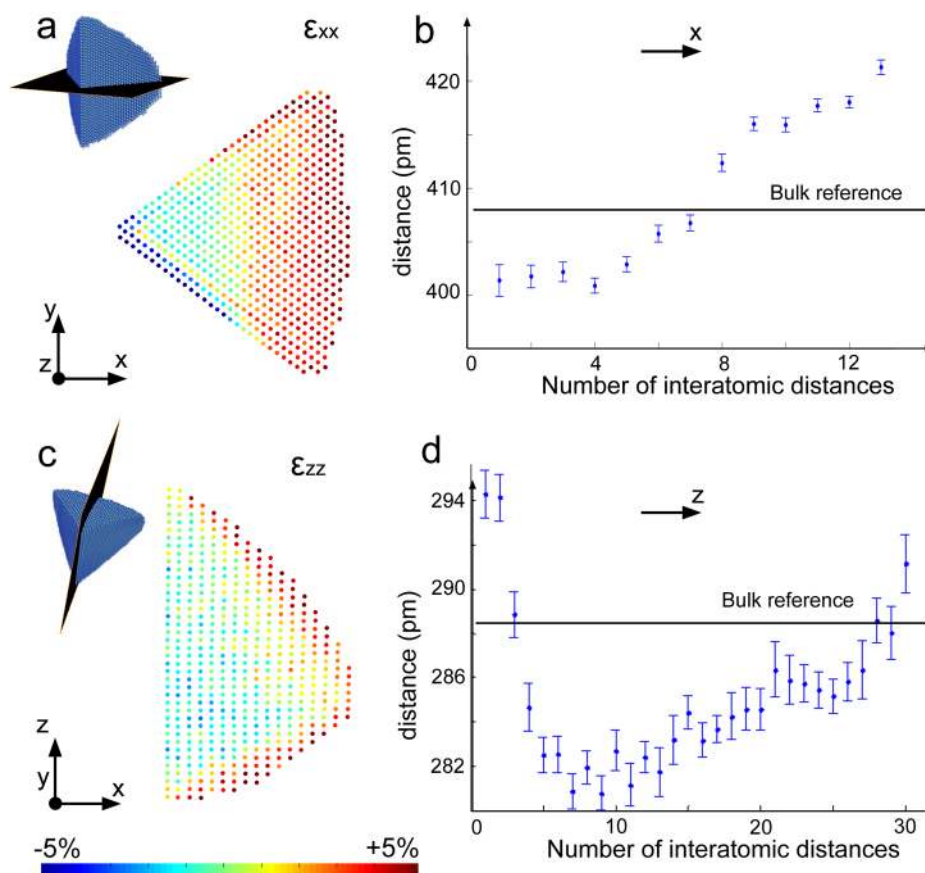 a
εxx
y
z
x
b
x
distance (pm)
420
410
400
Bulk reference
0
4
8
12
Number of interatomic distances
c
εzz
z
y
x
-5%
+5%
d
z
distance (pm)
294
290
286
282
Bulk reference
0
10
20
30
Number of interatomic distances